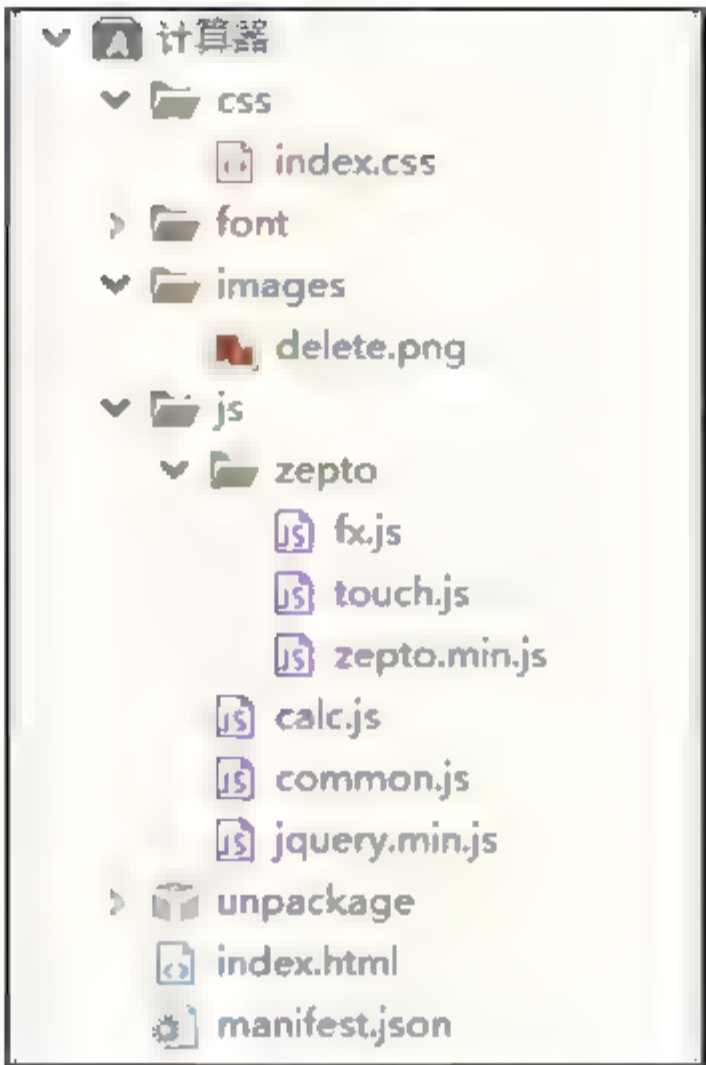 计算器
css
index.css
font
images
delete.png
js
zepto
fx.js
touch.js
zepto.min.js
calc.js
common.js
jquery.min.js
unpackage
index.html
manifest.json